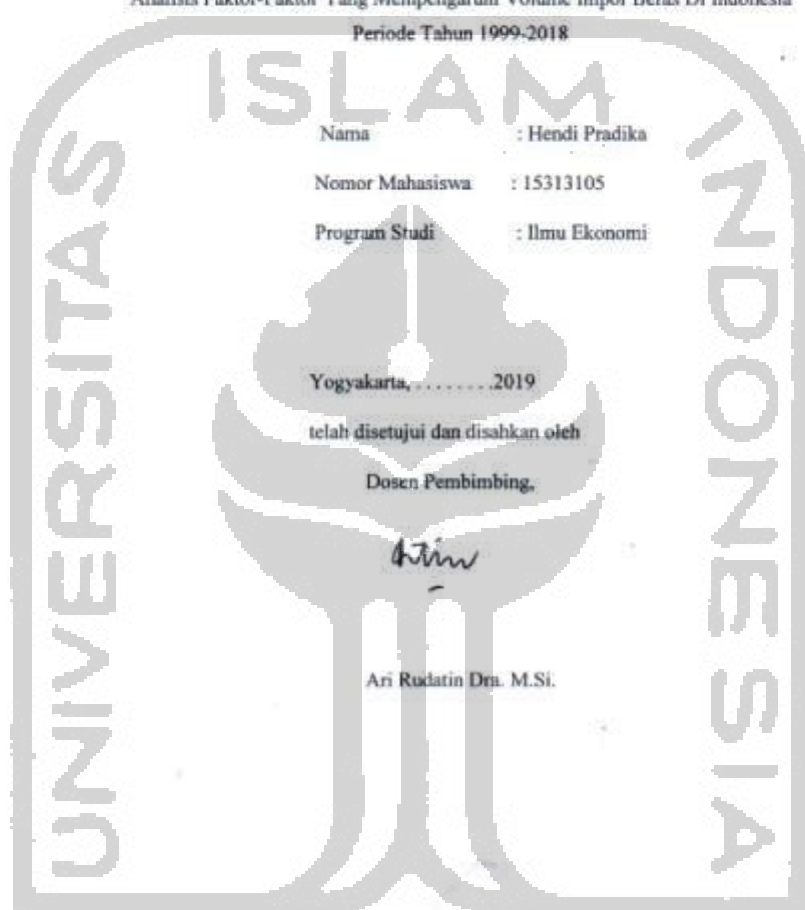 Analisis Faktor-Faktor Yang Mempengaruhi Volume Impor Beras Di Indonesia
Periode Tahun 1999-2018
ISLAM
UNIVERSITAS
INDONESIA
Nama : Hendi Pradika
Nomor Mahasiswa : 15313105
Program Studi : Ilmu Ekonomi
Yogyakarta, . . . . . . . . .2019
telah disetujui dan disahkan oleh
Dosen Pembimbing,
Ari Rudatin Dra. M.Si.